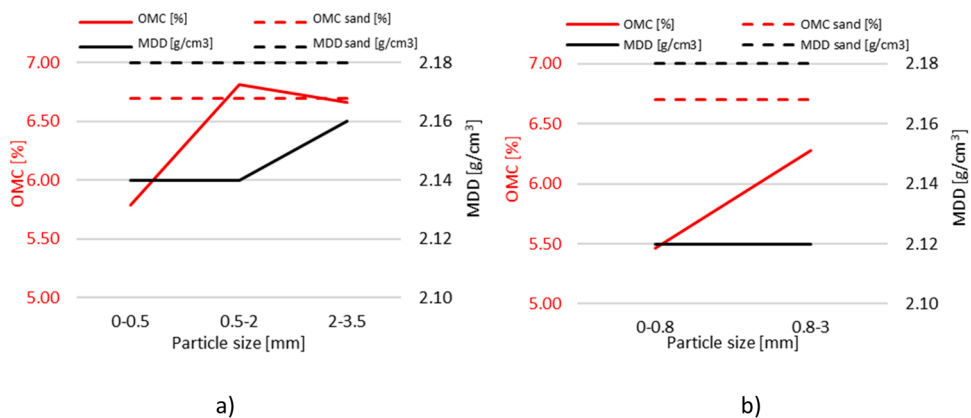 OMC [%] OMC sand [%]
MDD [g/cm3] MDD sand [g/cm3]
7.00 2.18
6.50 2.16
6.00 2.14
5.50 2.12
5.00 2.10
OMC [%]
MDD [g/cm³]
0-0.5 0.5-2 2-3.5
Particle size [mm]
a)
OMC [%] OMC sand [%]
MDD [g/cm3] MDD sand [g/cm3]
7.00 2.18
6.50 2.16
6.00 2.14
5.50 2.12
5.00 2.10
OMC [%]
MDD [g/cm³]
0-0.8 0.8-3
Particle size [mm]
b)